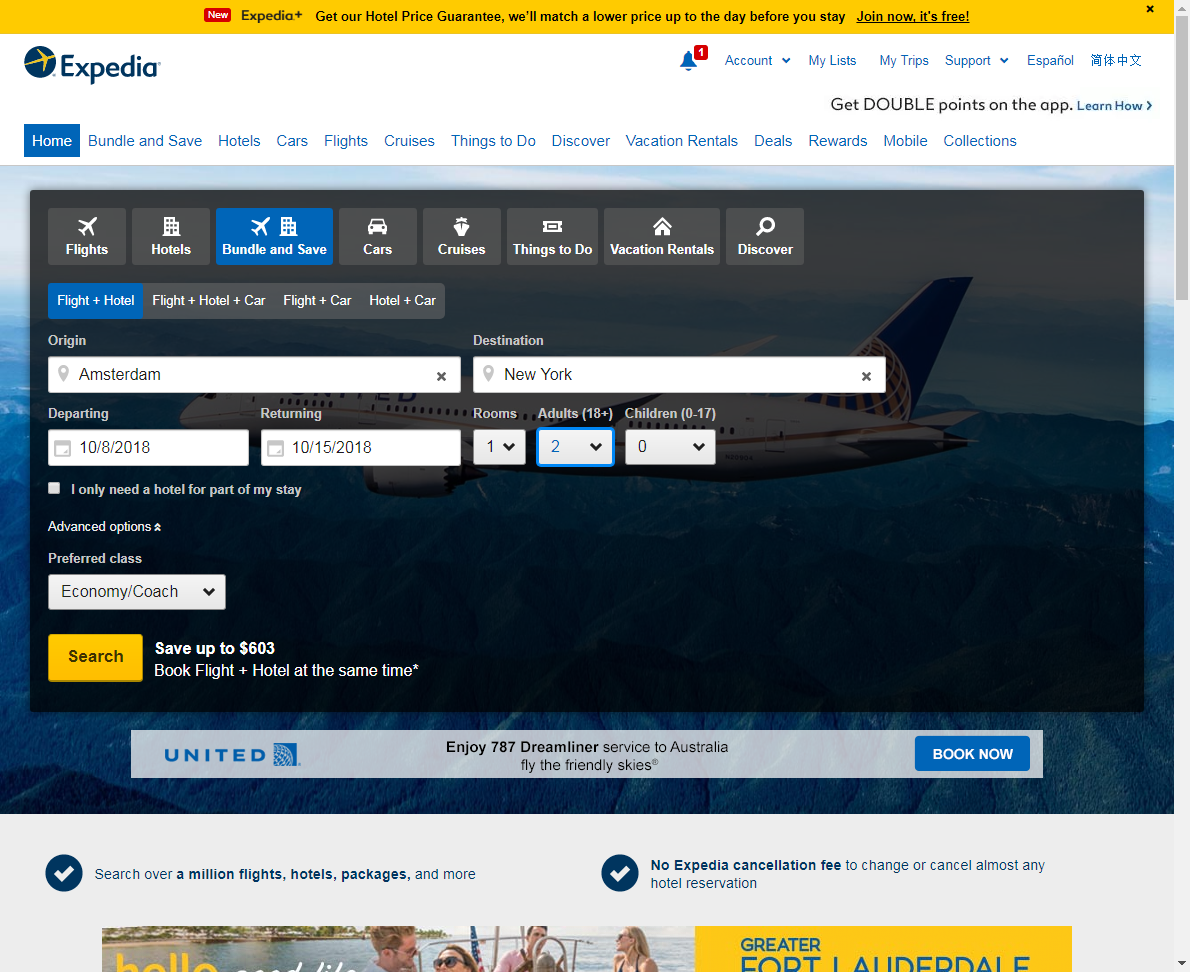 New Expedia+ Get our Hotel Price Guarantee, we'll match a lower price up to the day before you stay Join now, it's free!
Expedia
1 Account My Lists My Trips Support Español 简体中文
Get DOUBLE points on the app. Learn How
Home Bundle and Save Hotels Cars Flights Cruises Things to Do Discover Vacation Rentals Deals Rewards Mobile Collections
Flights Hotels Bundle and Save Cars Cruises Things to Do Vacation Rentals Discover
Flight + Hotel Flight + Hotel + Car Flight + Car Hotel + Car
Origin Destination
Amsterdam New York
UNITED
Departing Returning Rooms Adults (18+) Children (0-17)
10/8/2018 10/15/2018 1 2 0
I only need a hotel for part of my stay
Advanced options
Preferred class
Economy/Coach
Search
Save up to $603
Book Flight + Hotel at the same time*
UNITED
Enjoy 787 Dreamliner service to Australia
fly the friendly skies®
BOOK NOW
Search over a million flights, hotels, packages, and more
No Expedia cancellation fee to change or cancel almost any
hotel reservation
hello good life
GREATER
FORT LAUDERDALE